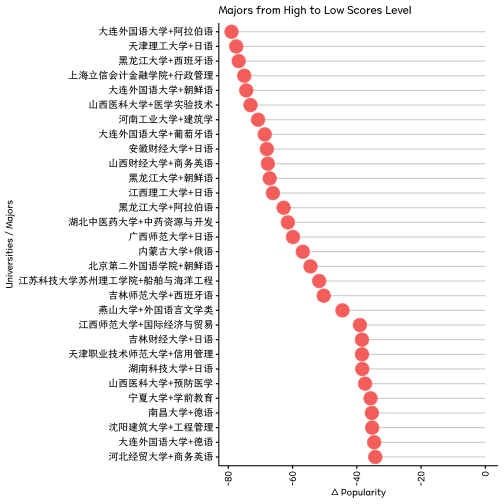 Majors from High to Low Scores Level
大连外国语大学+阿拉伯语
天津理工大学+日语
黑龙江大学+西班牙语
上海立信会计金融学院+行政管理
大连外国语大学+朝鲜语
山西医科大学+医学实验技术
河南工业大学+建筑学
大连外国语大学+葡萄牙语
安徽财经大学+日语
山西财经大学+商务英语
黑龙江大学+朝鲜语
江西理工大学+日语
黑龙江大学+阿拉伯语
湖北中医药大学+中药资源与开发
广西师范大学+日语
内蒙古大学+俄语
北京第二外国语学院+朝鲜语
江苏科技大学苏州理工学院+船舶与海洋工程
吉林师范大学+西班牙语
燕山大学+外国语言文学类
江西师范大学+国际经济与贸易
吉林财经大学+日语
天津职业技术师范大学+信用管理
湖南科技大学+日语
山西医科大学+预防医学
宁夏大学+学前教育
南昌大学+德语
沈阳建筑大学+工程管理
大连外国语大学+德语
河北经贸大学+商务英语
Universities / Majors
-80
-60
-40
-20
0
Δ Popularity